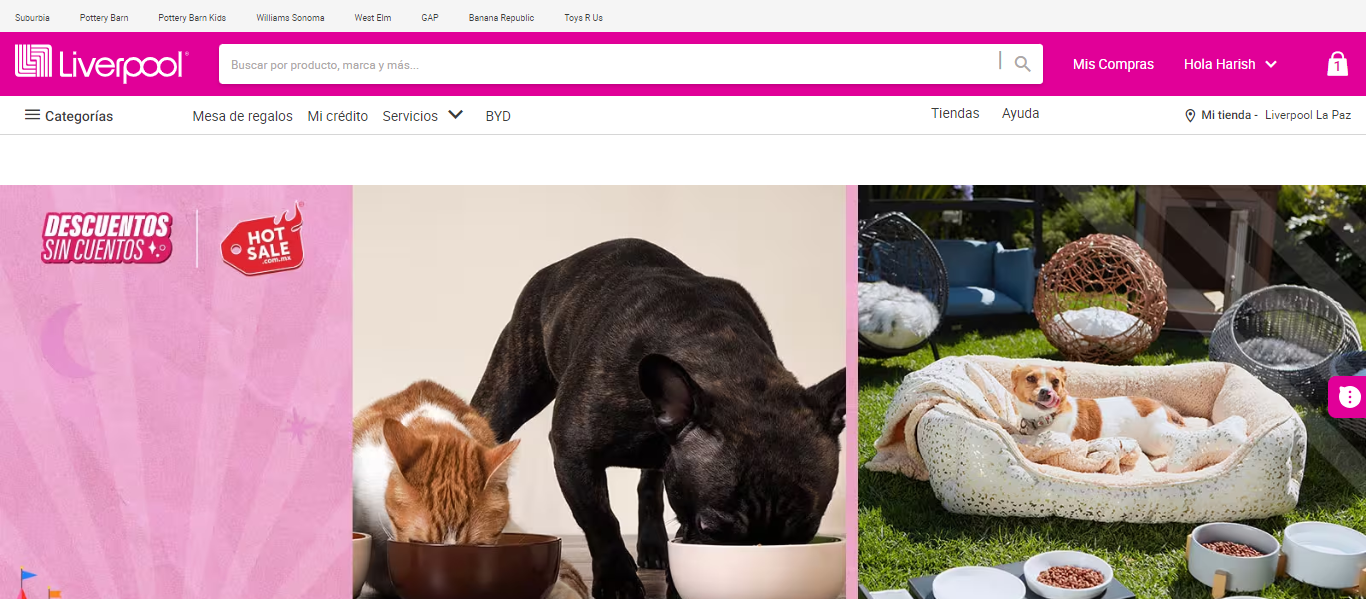 Suburbia
Pottery Barn
Pottery Barn Kids
Williams Sonoma
West Elm
GAP
Banana Republic
Toys R Us
Liverpool®
Buscar por producto, marca y más...
Mis Compras
Hola Harish
1
Categorías
Mesa de regalos
Mi crédito
Servicios
BYD
Tiendas
Ayuda
Mi tienda - Liverpool La Paz
DESCUENTOS
SIN CUENTOS
HOT
SALE
.com.mx